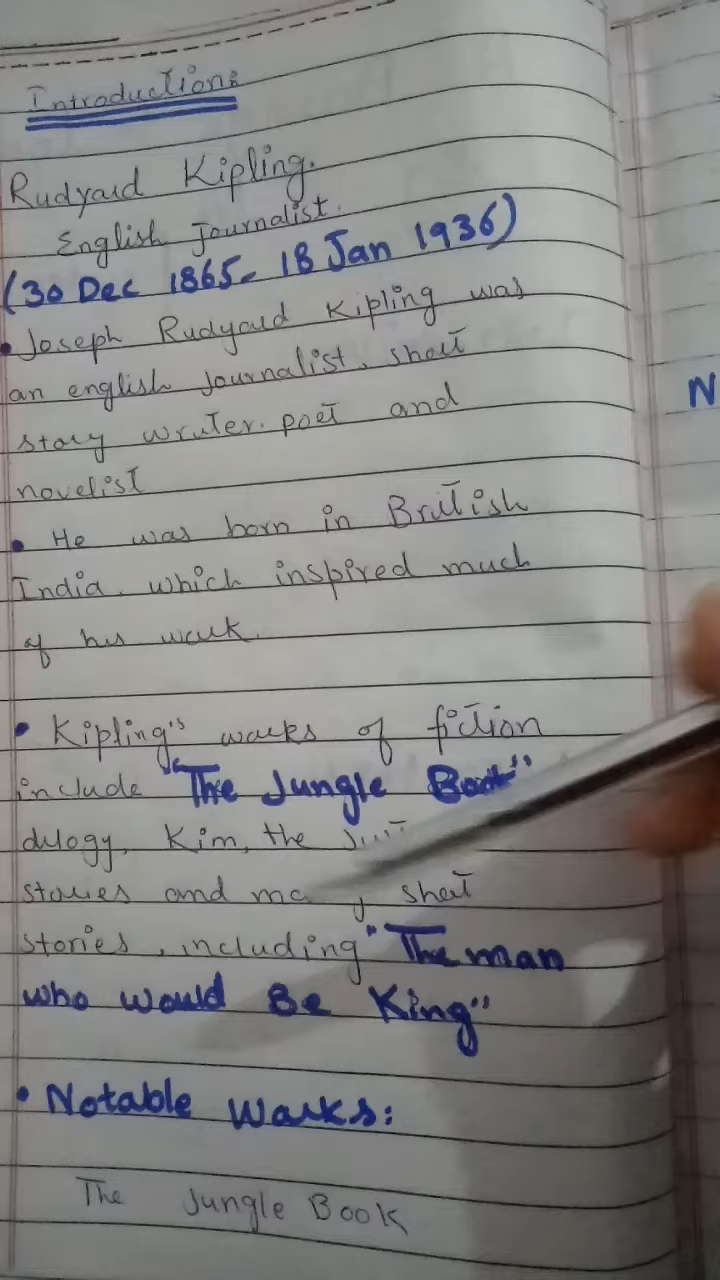 Introduction:
Rudyard Kipling.
English Journalist.
(30 Dec 1865- 18 Jan 1936)
• Joseph Rudyard Kipling was
an english Journalist, short
story writer. poet and
novelist
• He was born in British
India, which inspired much
of his work.
• Kipling's works of fiction
include "The Jungle Book"
dulogy, Kim, the
stories and short
stories, including "The man
who would Be King"
• Notable Works:
The Jungle Book
N